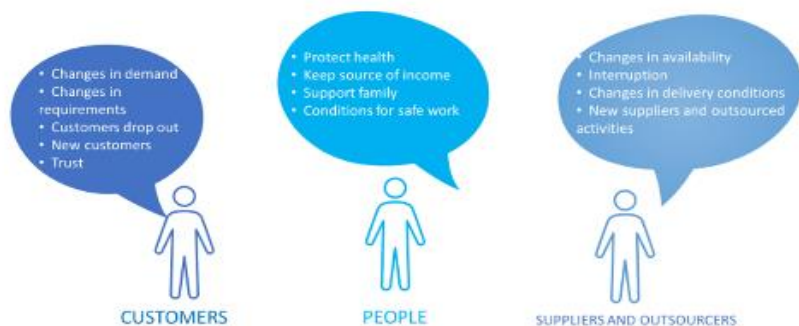 • Changes in demand
• Changes in
requirements
• Customers drop out
• New customers
• Trust
CUSTOMERS
• Protect health
• Keep source of income
• Support family
• Conditions for safe work
PEOPLE
• Changes in availability
• Interruption
• Changes in delivery conditions
• New suppliers and outsourced
activities
SUPPLIERS AND OUTSOURCERS